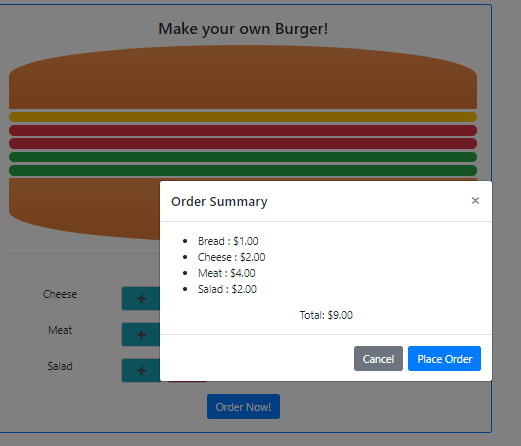 Make your own Burger!
Order Summary ×
Bread : $1.00
Cheese : $2.00
Meat : $4.00
Salad : $2.00
Total: $9.00
Cancel Place Order
Cheese +
Meat +
Salad +
Order Now!